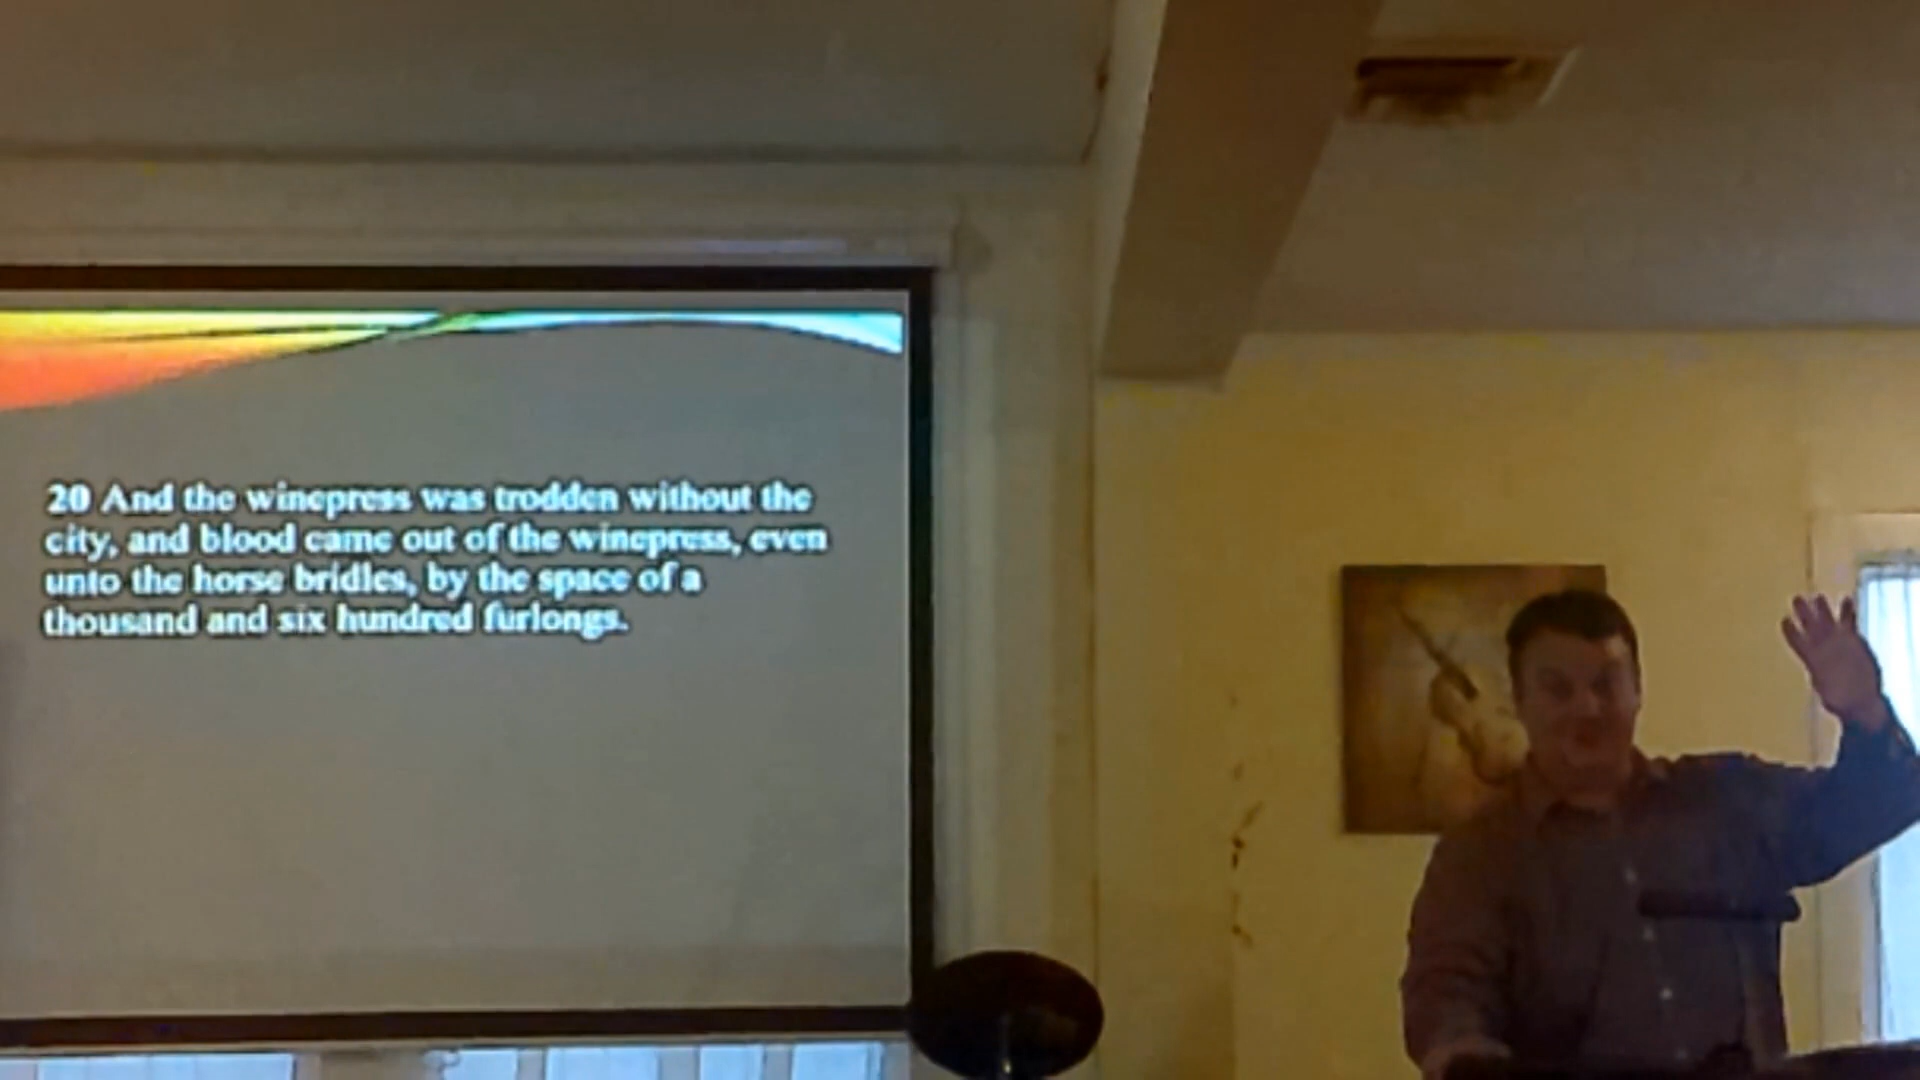 20 And the winepress was trodden without the
city, and blood came out of the winepress, even
unto the horse bridles, by the space of a
thousand and six hundred furlongs.